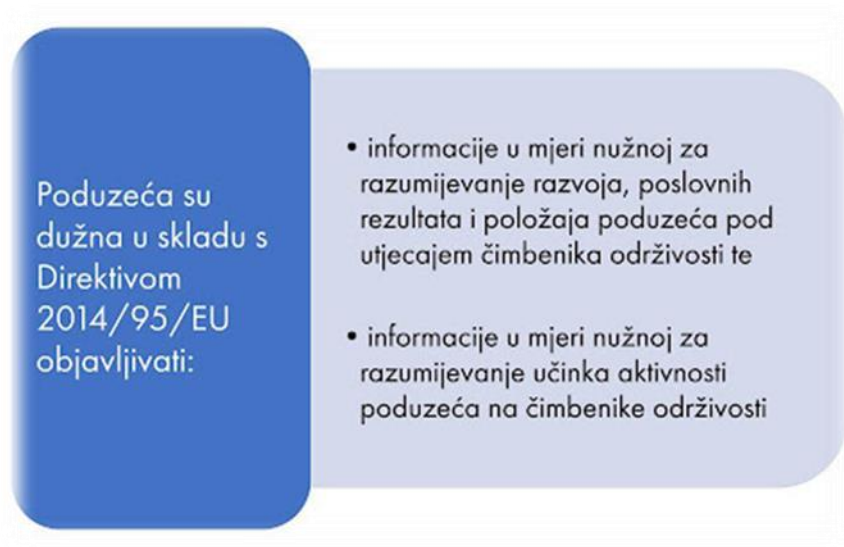 Poduzeća su
dužna u skladu s
Direktivom
2014/95/EU
objavljivati:
• informacije u mjeri nužnoj za
razumijevanje razvoja, poslovnih
rezultata i položaja poduzeća pod
utjecajem čimbenika održivosti te
• informacije u mjeri nužnoj za
razumijevanje učinka aktivnosti
poduzeća na čimbenike održivosti